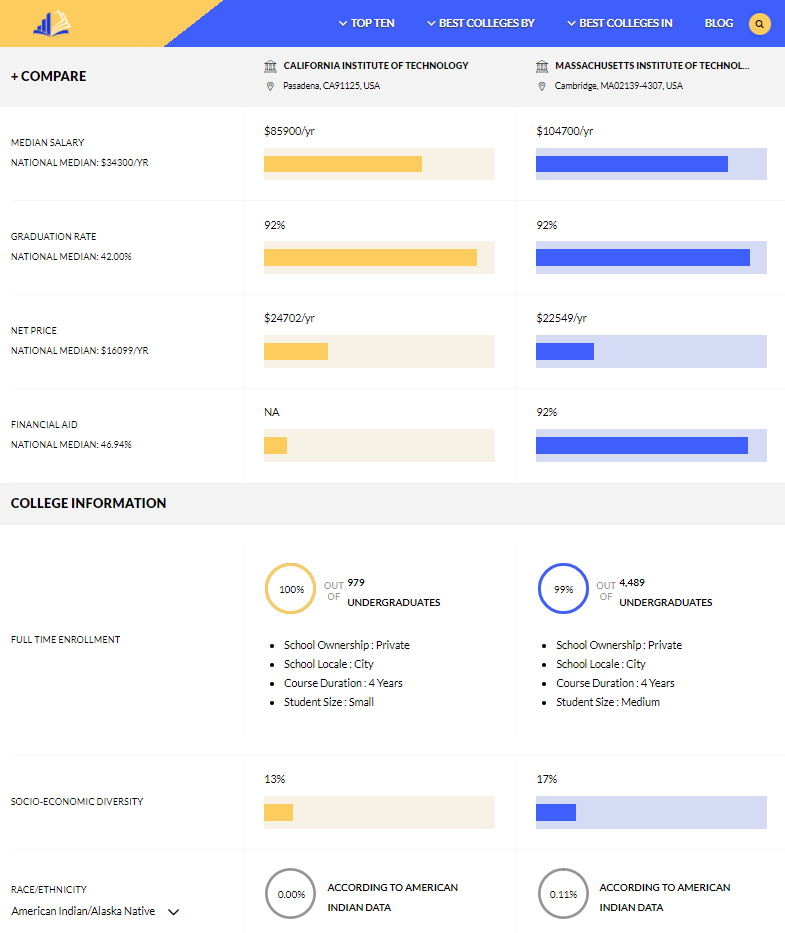 TOP TEN
BEST COLLEGES BY
BEST COLLEGES IN
BLOG
+ COMPARE
CALIFORNIA INSTITUTE OF TECHNOLOGY
Pasadena, CA91125, USA
MASSACHUSETTS INSTITUTE OF TECHNOL...
Cambridge, MA02139-4307, USA
MEDIAN SALARY
NATIONAL MEDIAN: $34300/YR
$85900/yr
$104700/yr
GRADUATION RATE
NATIONAL MEDIAN: 42.00%
92%
92%
NET PRICE
NATIONAL MEDIAN: $16099/YR
$24702/yr
$22549/yr
FINANCIAL AID
NATIONAL MEDIAN: 46.94%
NA
92%
COLLEGE INFORMATION
FULL TIME ENROLLMENT
100%
OUT OF
979
UNDERGRADUATES
• School Ownership : Private
• School Locale : City
• Course Duration : 4 Years
• Student Size : Small
99%
OUT OF
4,489
UNDERGRADUATES
• School Ownership : Private
• School Locale : City
• Course Duration : 4 Years
• Student Size : Medium
SOCIO-ECONOMIC DIVERSITY
13%
17%
RACE/ETHNICITY
American Indian/Alaska Native
0.00%
ACCORDING TO AMERICAN
INDIAN DATA
0.11%
ACCORDING TO AMERICAN
INDIAN DATA